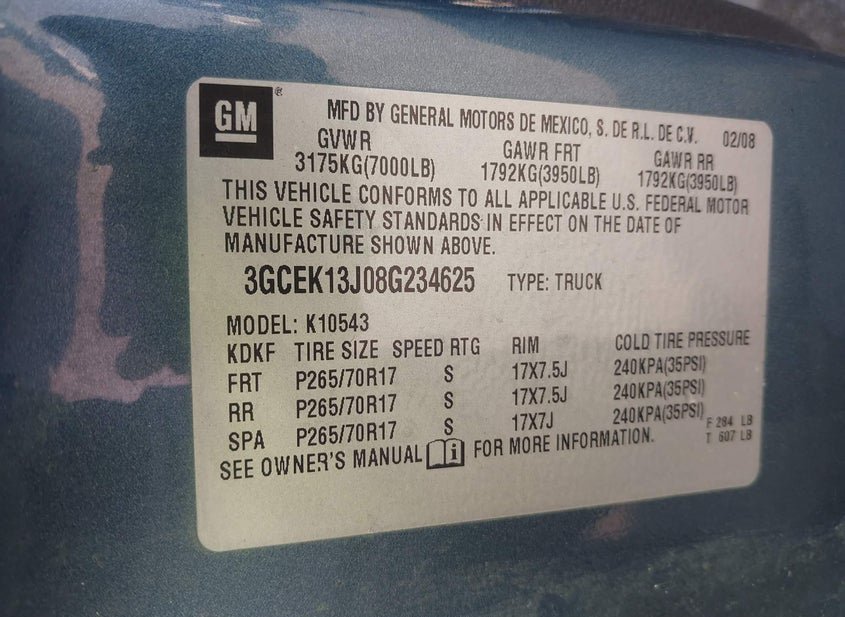 GM
MFD BY GENERAL MOTORS DE MEXICO, S. DE R.L. DE C.V. 02/08
GVWR GAWR FRT GAWR RR
3175KG(7000LB) 1792KG(3950LB) 1792KG(3950LB)
THIS VEHICLE CONFORMS TO ALL APPLICABLE U.S. FEDERAL MOTOR
VEHICLE SAFETY STANDARDS IN EFFECT ON THE DATE OF
MANUFACTURE SHOWN ABOVE.
3GCEK13J08G234625 TYPE: TRUCK
MODEL: K10543
KDKF TIRE SIZE SPEED RTG RIM COLD TIRE PRESSURE
FRT P265/70R17 S 17X7.5J 240KPA(35PSI)
RR P265/70R17 S 17X7.5J 240KPA(35PSI)
SPA P265/70R17 S 17X7J 240KPA(35PSI)
F 284 LB
T 607 LB
SEE OWNER'S MANUAL i FOR MORE INFORMATION.